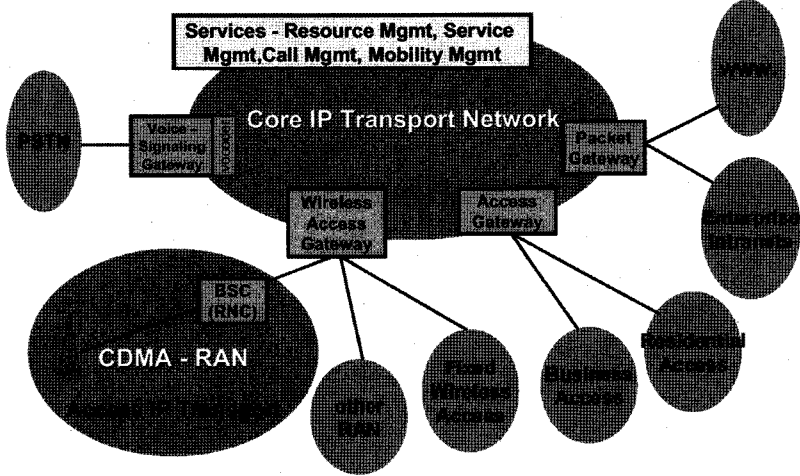 Services - Resource Mgmt, Service
Mgmt,Call Mgmt, Mobility Mgmt
Core IP Transport Network
www.
PSTN
Voice -
Signaling
Gateway
Packet
Gateway
Wireless
Access
Gateway
Access
Gateway
Enterprise
Intranets
BSC
(RNC)
CDMA - RAN
other
RAN
Fixed
Wireless
Access
Business
Access
Residential
Access